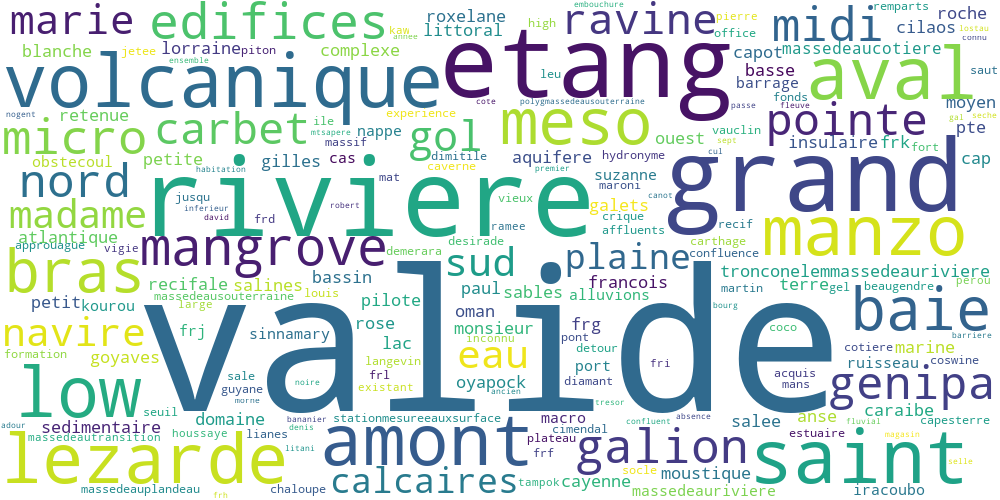 marie edifices roxelane littoral high embouchure kaw annee ravine pierre office midi remparts roche cilaos connu lostau
blanche jetee lorraine piton ensemble complexe etang capot massedeaucotiere
volcanique leu basse barrage aval saut
retenue cote polygmassedeausouterraine fonds passe fleuve moyen nogent
micro carbet ile mtsapere nappe experience gol meso ouest vauclin pointe pte gal seche
obstecoul petite massif cas dimitile aquifere hydronyme sept insulaire frk fort cap
nord gilles caverne cul
riviere habitation mat premier suzanne maroni grand
madame jusqu inferieur david frd robert vieux ramee galets crique canot manzo
atlantique approuague vigie mangrove demerara desirade affluents recif carthage confluence
bras recifale salines bassin sud plaine tronconelemmassedeauriviere
massedeausouterraine louis paul sables francois alluvions martin terre gel beaugendre perou
petit kourou large pilote oman bourg baie
navire frj sinnamary rose monsieur frg coco barriere
goyaves valide lac inconnu pont detour cotiere marine
formation langevin eau port fri ruisseau coswine
low sale guyane noire frl existant oyapock diamant acquis mans genipa
morne ancien tresor
adour seuil domaine bananier stationmesureeauxsurface macro confluent absence salee anse caraibe
sedimentaire denis cimendal estuaire fluvial capesterre
massedeautransition houssaye lianes amont plateau galion saint magasin
lezarde litani frf socle moustique selle
calcaires tampok cayenne
massedeauplandeau frh chaloupe massedeauriviere iracoubo